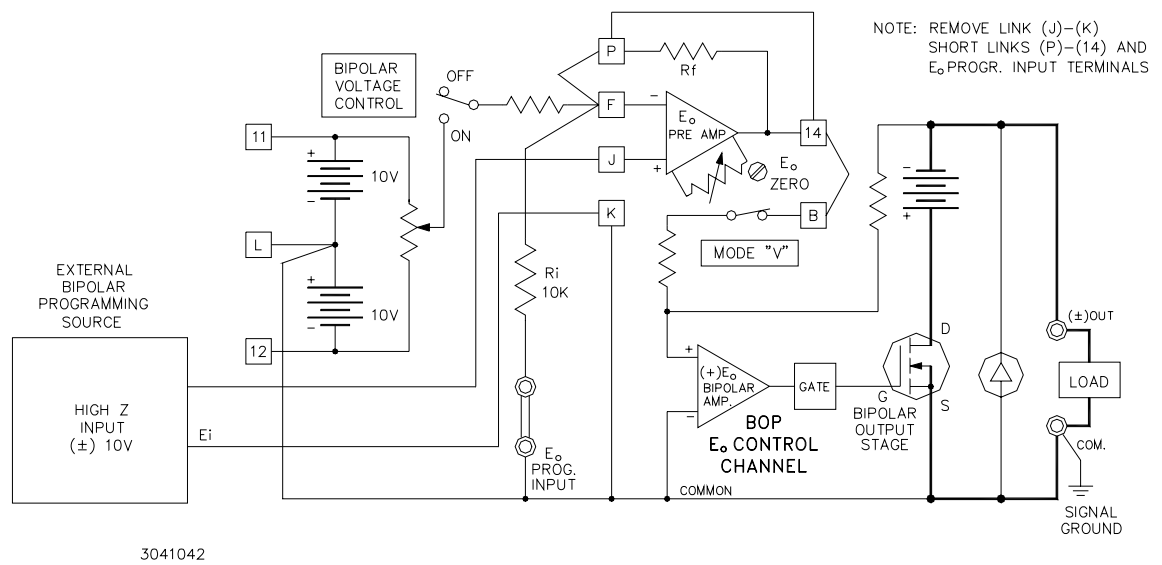 NOTE: REMOVE LINK (J)-(K)
SHORT LINKS (P)-(14) AND
Eo PROGR. INPUT TERMINALS
BIPOLAR
VOLTAGE
CONTROL
OFF
ON
P
Rf
F
-
Eo
PRE AMP
+
14
Eo
ZERO
J
K
B
MODE "V"
11
+
10V
-
L
+
10V
-
12
-
+
Ri
10K
EXTERNAL
BIPOLAR
PROGRAMMING
SOURCE
HIGH Z
INPUT
(±) 10V
Ei
Eo
PROG.
INPUT
+
(+)Eo
BIPOLAR
AMP.
-
GATE
BOP
Eo CONTROL
CHANNEL
COMMON
D
G
S
BIPOLAR
OUTPUT
STAGE
(±)OUT
LOAD
COM.
SIGNAL
GROUND
3041042